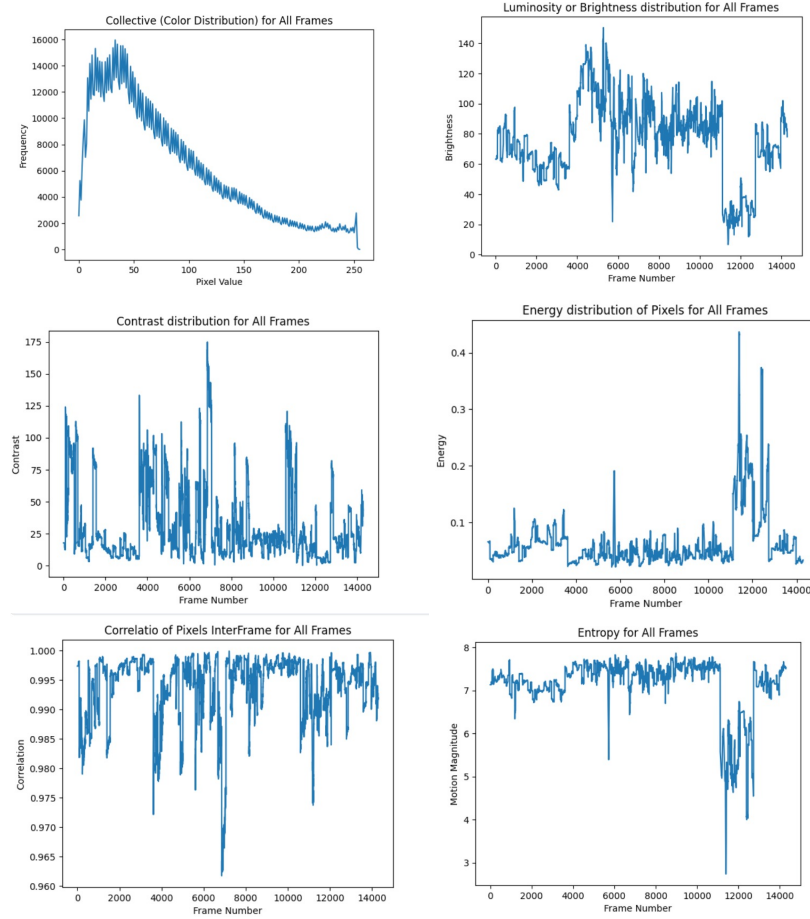 Collective (Color Distribution) for All Frames
16000
14000
12000
10000
8000
6000
4000
2000
0
Frequency
0 50 100 150 200 250
Pixel Value
Luminosity or Brightness distribution for All Frames
140
120
100
80
60
40
20
0
Brightness
0 2000 4000 6000 8000 10000 12000 14000
Frame Number
Contrast distribution for All Frames
175
150
125
100
75
50
25
0
Contrast
0 2000 4000 6000 8000 10000 12000 14000
Frame Number
Energy distribution of Pixels for All Frames
0.4
0.3
0.2
0.1
Energy
0 2000 4000 6000 8000 10000 12000 14000
Frame Number
Correlatio of Pixels InterFrame for All Frames
1.000
0.995
0.990
0.985
0.980
0.975
0.970
0.965
0.960
Correlation
0 2000 4000 6000 8000 10000 12000 14000
Frame Number
Entropy for All Frames
8
7
6
5
4
3
Motion Magnitude
0 2000 4000 6000 8000 10000 12000 14000
Frame Number